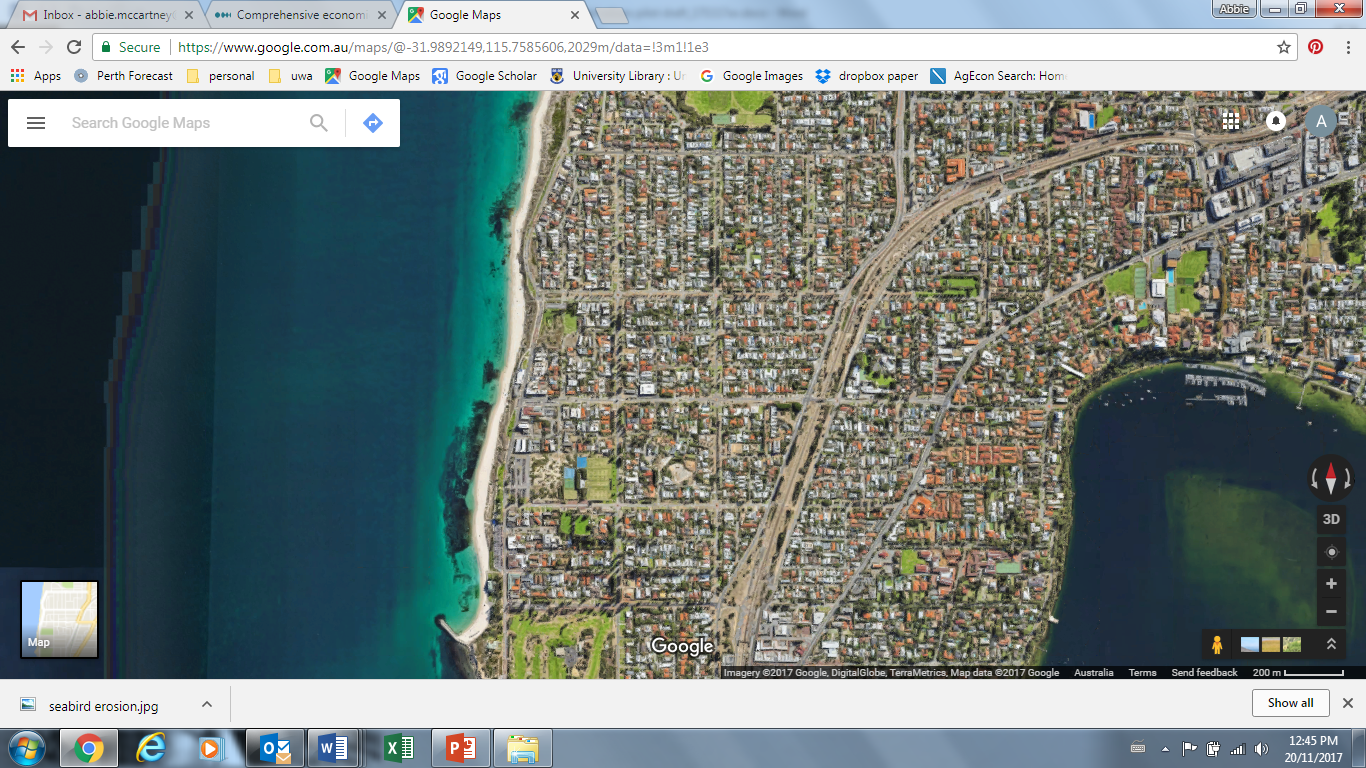 Inbox - abbie.mccartney@
Comprehensive economi
Google Maps
Abbie
Secure
https://www.google.com.au/maps/@-31.9892149,115.7585606,2029m/data=!3m1!1e3
Apps
Perth Forecast
personal
uwa
Google Maps
Google Scholar
University Library : Un
Google Images
dropbox paper
AgEcon Search: Home
Search Google Maps
A
3D
Map
Google
Imagery ©2017 Google, DigitalGlobe, TerraMetrics, Map data ©2017 Google
Australia
Terms
Send feedback
200 m
seabird erosion.jpg
Show all
12:45 PM
20/11/2017